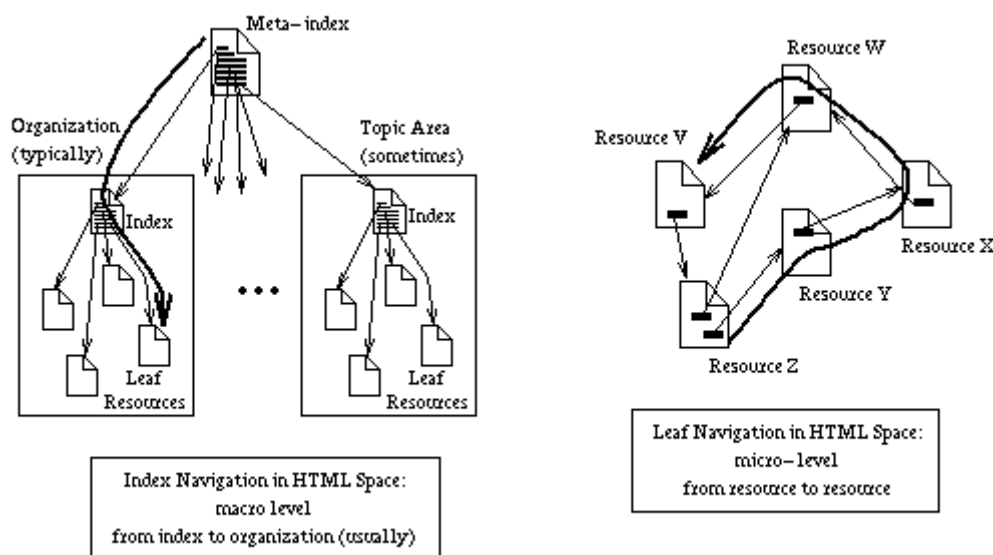 Meta-index
Organization
(typically)
Topic Area
(sometimes)
Index
Index
Leaf
Resources
Leaf
Resources
Index Navigation in HTML Space:
macro level
from index to organization (usually)
Resource W
Resource V
Resource X
Resource Y
Resource Z
Leaf Navigation in HTML Space:
micro-level
from resource to resource